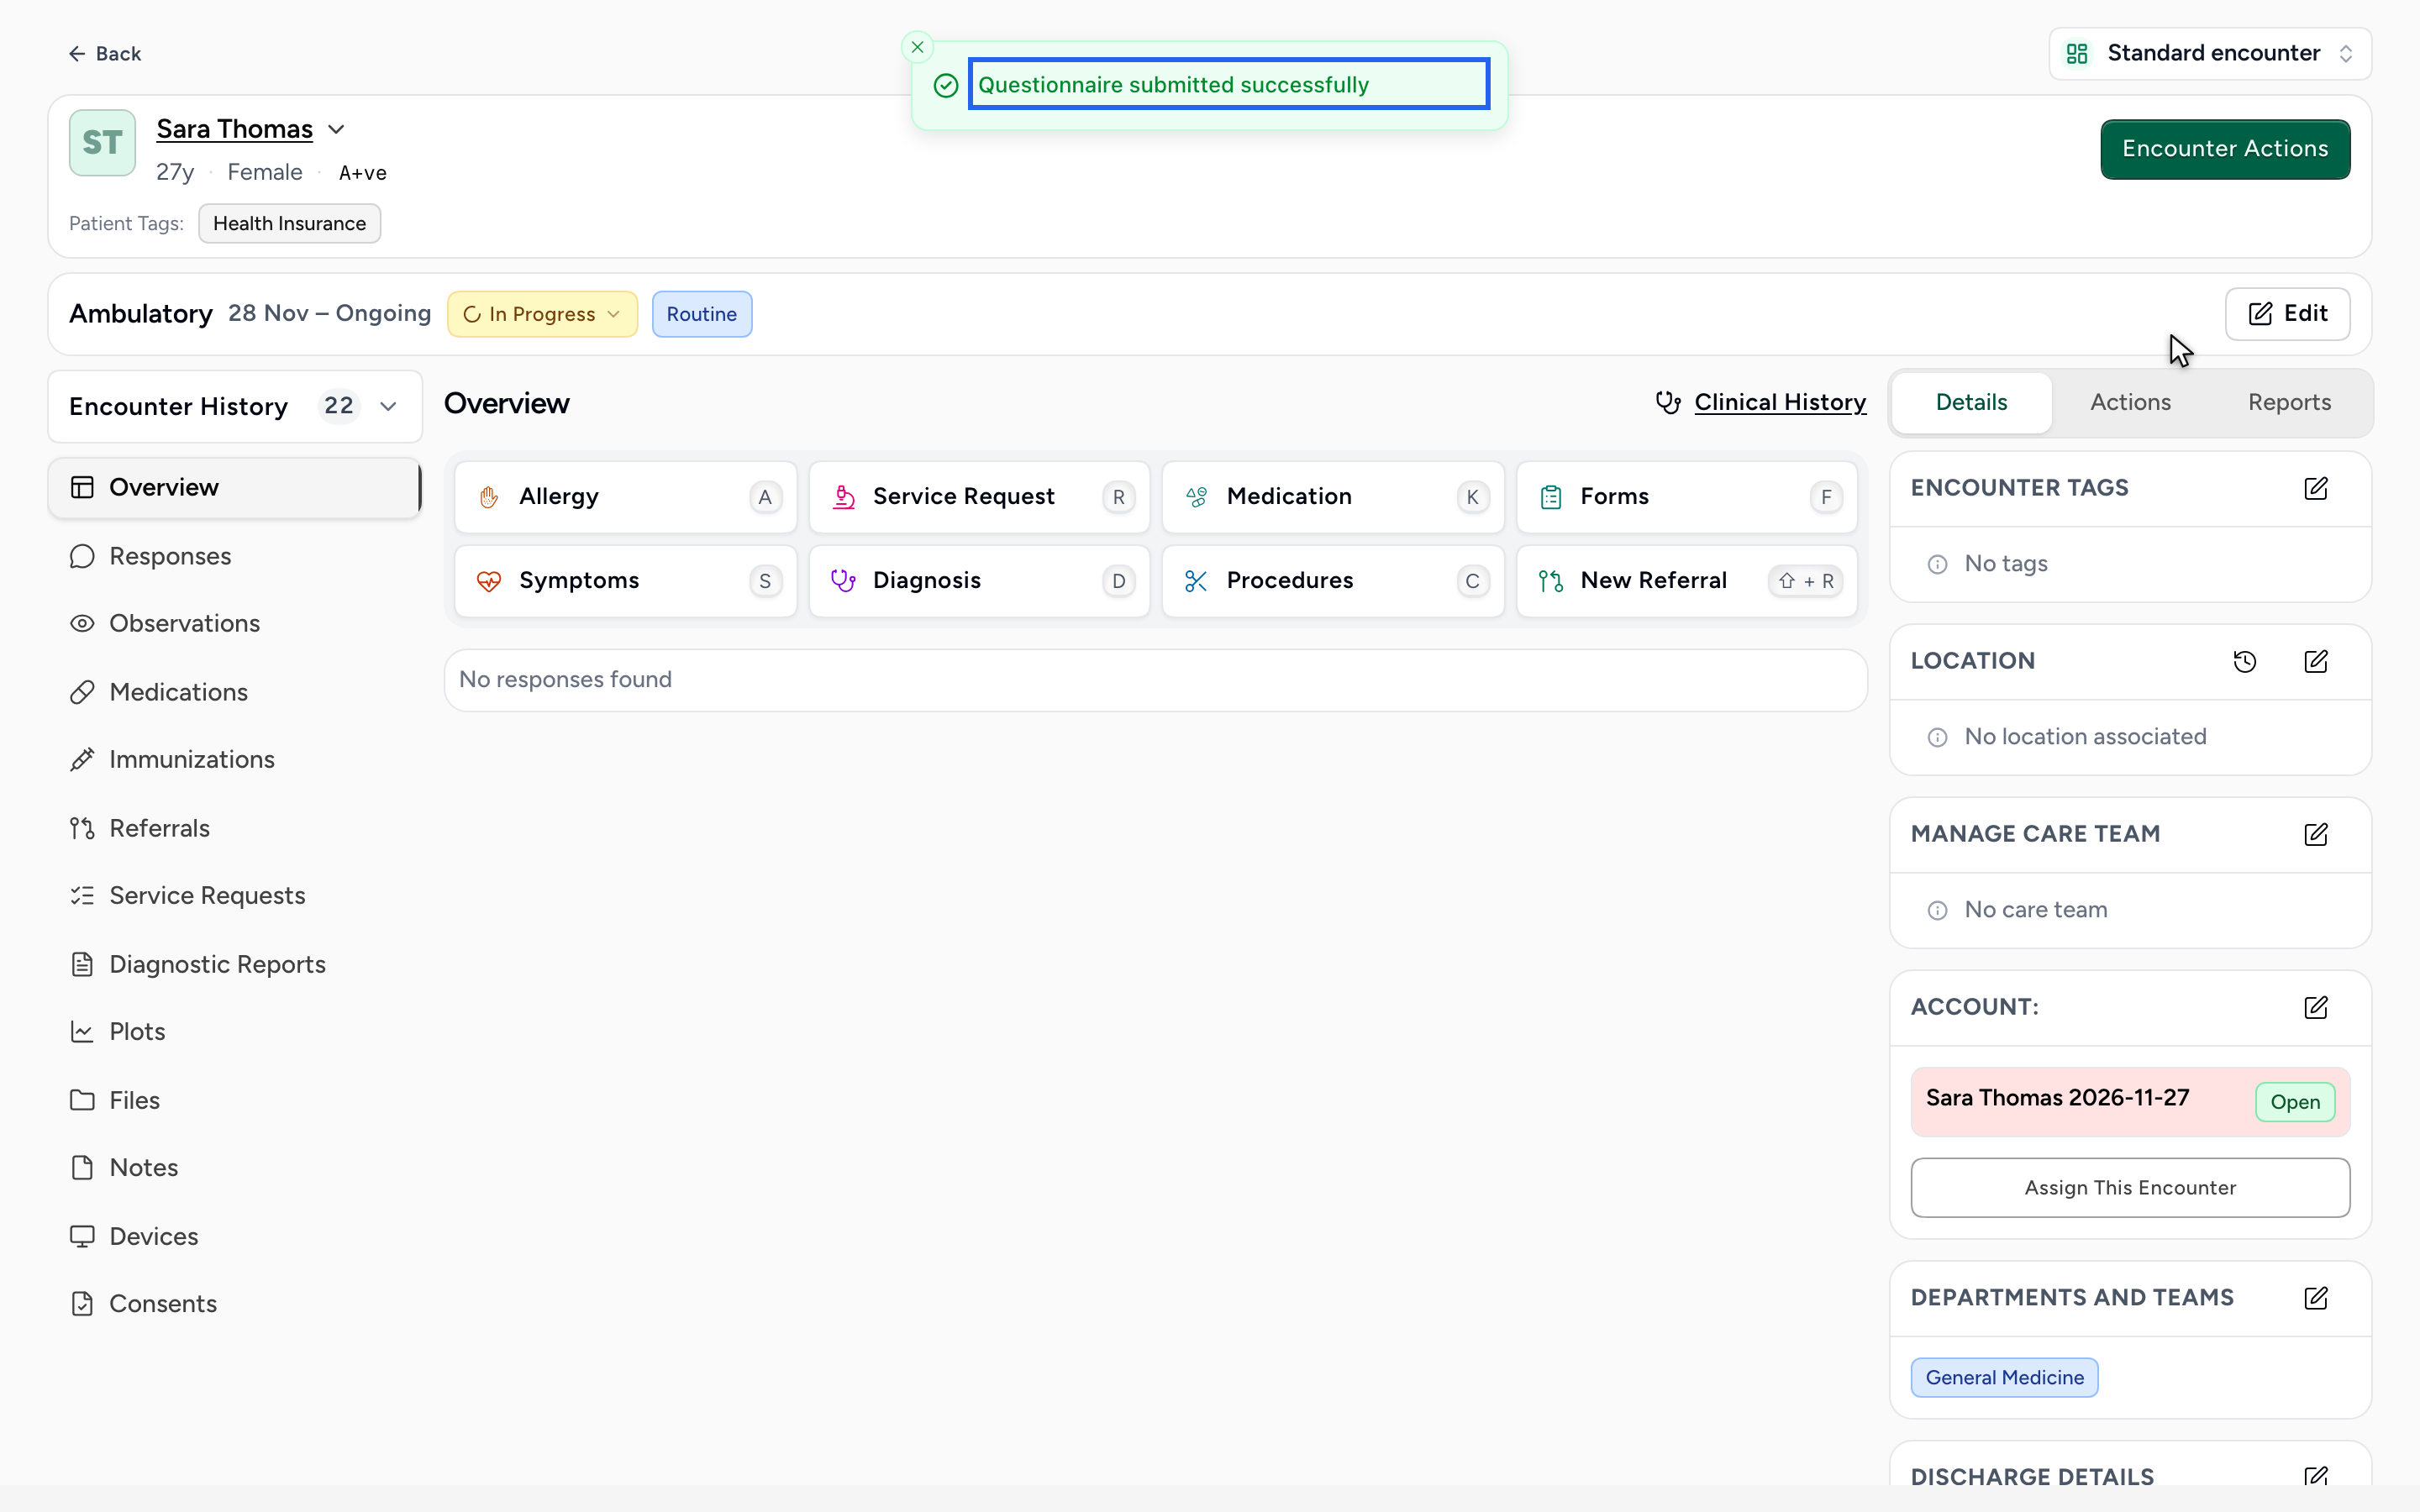 Back
Questionnaire submitted successfully
Standard encounter
ST
Sara Thomas
27y · Female · A+ve
Encounter Actions
Patient Tags: Health Insurance
Ambulatory 28 Nov – Ongoing In Progress Routine
Edit
Encounter History 22
Overview
Responses
Observations
Medications
Immunizations
Referrals
Service Requests
Diagnostic Reports
Plots
Files
Notes
Devices
Consents
Overview
Clinical History
Allergy A
Service Request R
Medication K
Forms F
Symptoms S
Diagnosis D
Procedures C
New Referral ⇧ + R
No responses found
Details Actions Reports
ENCOUNTER TAGS
No tags
LOCATION
No location associated
MANAGE CARE TEAM
No care team
ACCOUNT:
Sara Thomas 2026-11-27 Open
Assign This Encounter
DEPARTMENTS AND TEAMS
General Medicine
DISCHARGE DETAILS